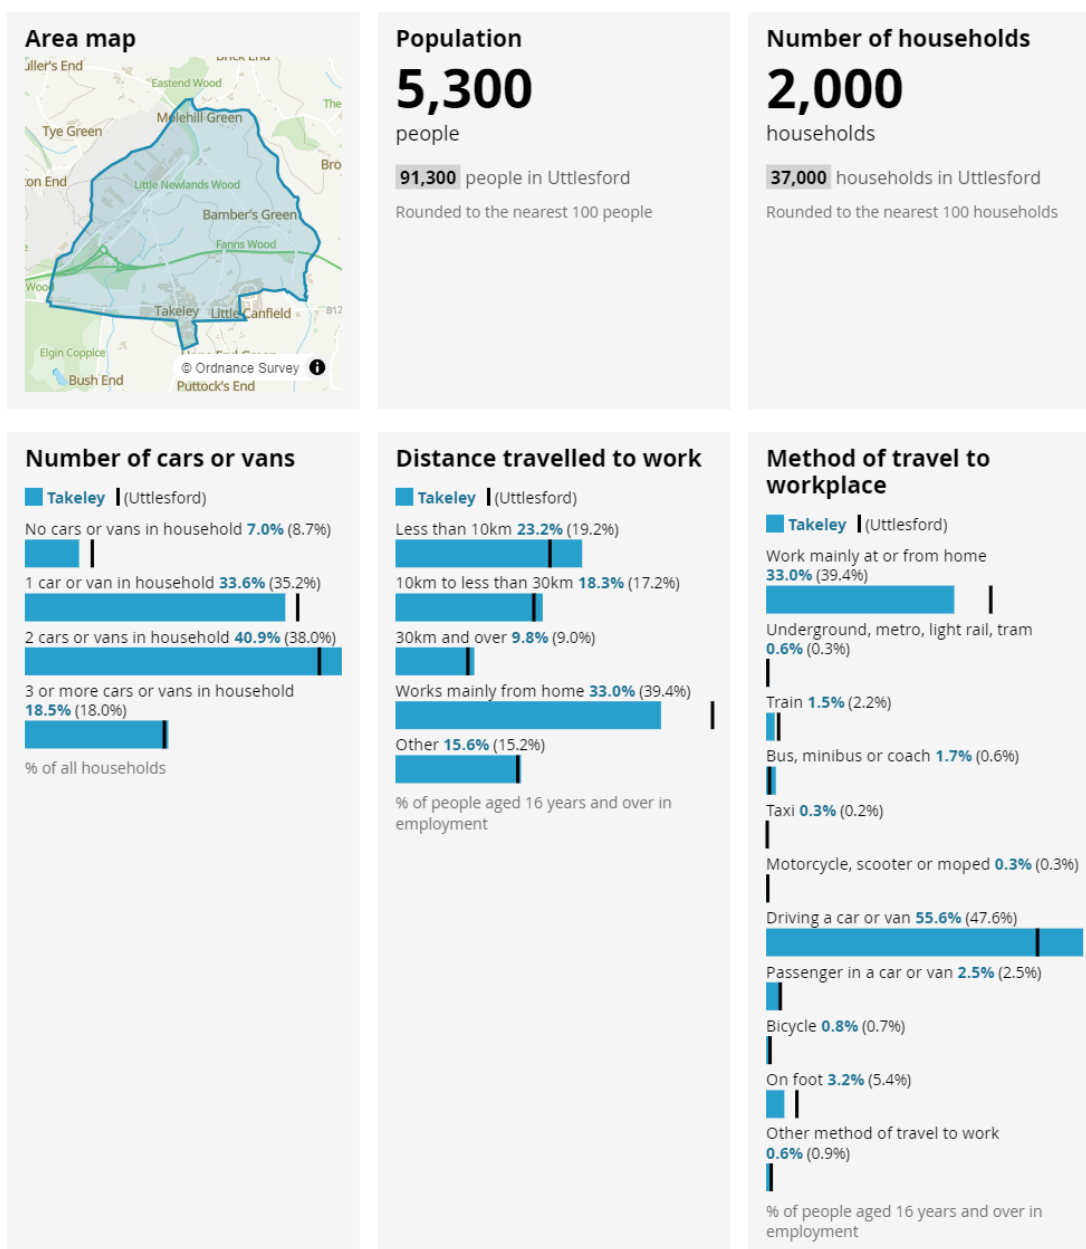 Area map
uller's End
Brick End
Eastend Wood
The
Molehill Green
Tye Green
Bro
on End
Little Newlands Wood
Bamber's Green
Fanns Wood
Wood
Takeley
Little Canfield
B12
Elgin Coppice
Bush End
© Ordnance Survey
Puttock's End
Population
5,300
people
91,300 people in Uttlesford
Rounded to the nearest 100 people
Number of households
2,000
households
37,000 households in Uttlesford
Rounded to the nearest 100 households
Number of cars or vans
Takeley (Uttlesford)
No cars or vans in household 7.0% (8.7%)
1 car or van in household 33.6% (35.2%)
2 cars or vans in household 40.9% (38.0%)
3 or more cars or vans in household
18.5% (18.0%)
% of all households
Distance travelled to work
Takeley (Uttlesford)
Less than 10km 23.2% (19.2%)
10km to less than 30km 18.3% (17.2%)
30km and over 9.8% (9.0%)
Works mainly from home 33.0% (39.4%)
Other 15.6% (15.2%)
% of people aged 16 years and over in
employment
Method of travel to
workplace
Takeley (Uttlesford)
Work mainly at or from home
33.0% (39.4%)
Underground, metro, light rail, tram
0.6% (0.3%)
Train 1.5% (2.2%)
Bus, minibus or coach 1.7% (0.6%)
Taxi 0.3% (0.2%)
Motorcycle, scooter or moped 0.3% (0.3%)
Driving a car or van 55.6% (47.6%)
Passenger in a car or van 2.5% (2.5%)
Bicycle 0.8% (0.7%)
On foot 3.2% (5.4%)
Other method of travel to work
0.6% (0.9%)
% of people aged 16 years and over in
employment